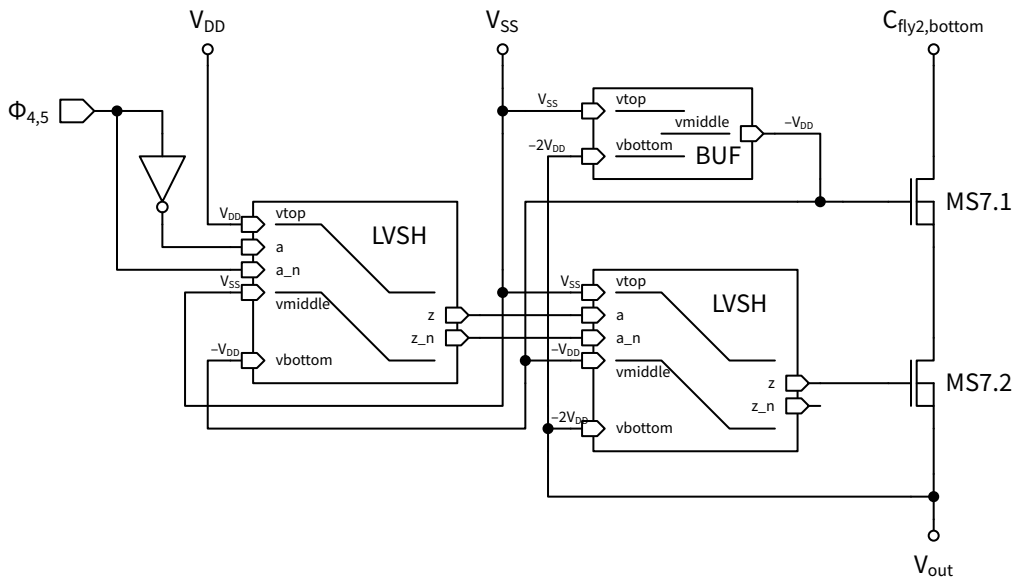 V_DD
V_SS
C_fly2,bottom
Φ_4,5
V_SS
vtop
vmiddle
–V_DD
–2V_DD
vbottom
BUF
MS7.1
V_DD
vtop
LVSH
a
a_n
V_SS
vmiddle
z
z_n
–V_DD
vbottom
V_SS
vtop
LVSH
a
a_n
–V_DD
vmiddle
z
z_n
–2V_DD
vbottom
MS7.2
V_out